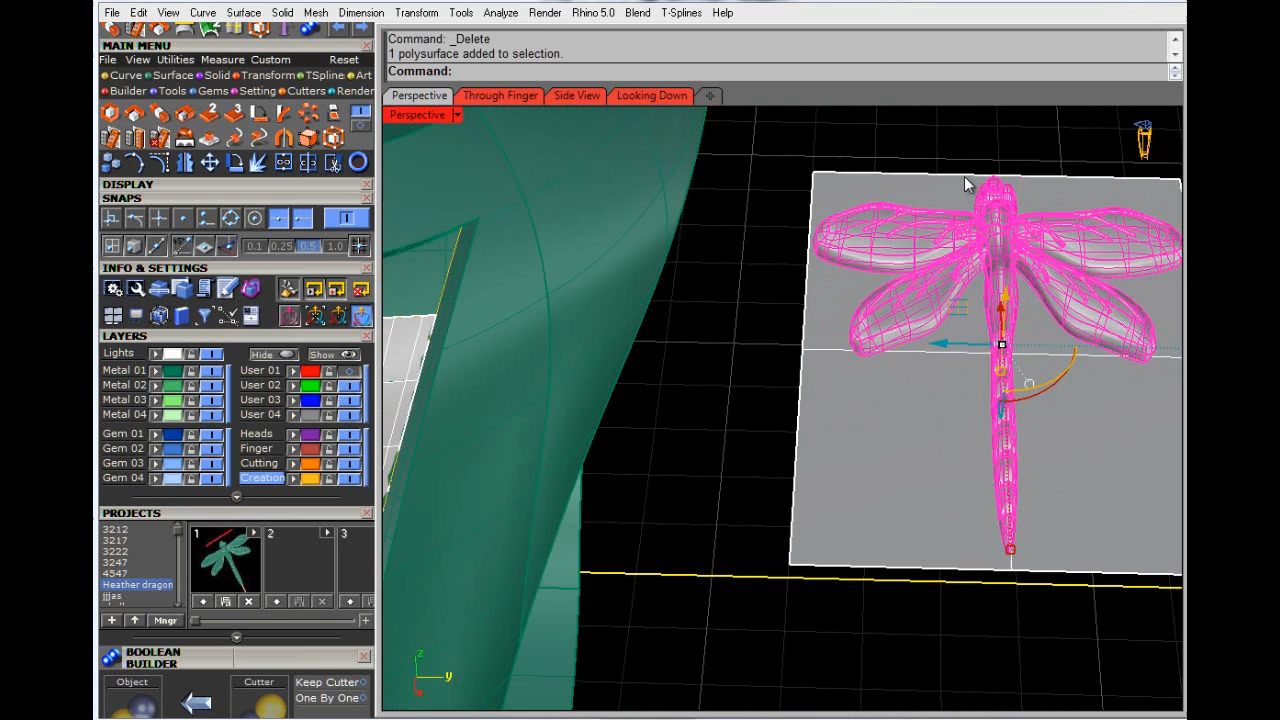 File Edit View Curve Surface Solid Mesh Dimension Transform Tools Analyze Render Rhino 5.0 Blend T-Splines Help
MAIN MENU
File View Utilities Measure Custom Reset
Curve Surface Solid Transform TSpline Art
Builder Tools Gems Setting Cutters Render
2 3
DISPLAY
SNAPS
0.1 0.25 0.5 1.0
INFO & SETTINGS
LAYERS
Lights Hide Show
Metal 01 User 01
Metal 02 User 02
Metal 03 User 03
Metal 04 User 04
Gem 01 Heads
Gem 02 Finger
Gem 03 Cutting
Gem 04 Creation
PROJECTS
3212
3217
3222
3247
4547
Heather dragon
1 2 3
Mngr
BOOLEAN
BUILDER
Object Cutter Keep Cutter
One By One
Command: _Delete
1 polysurface added to selection.
Command:
Perspective Through Finger Side View Looking Down
Perspective
z
y
x